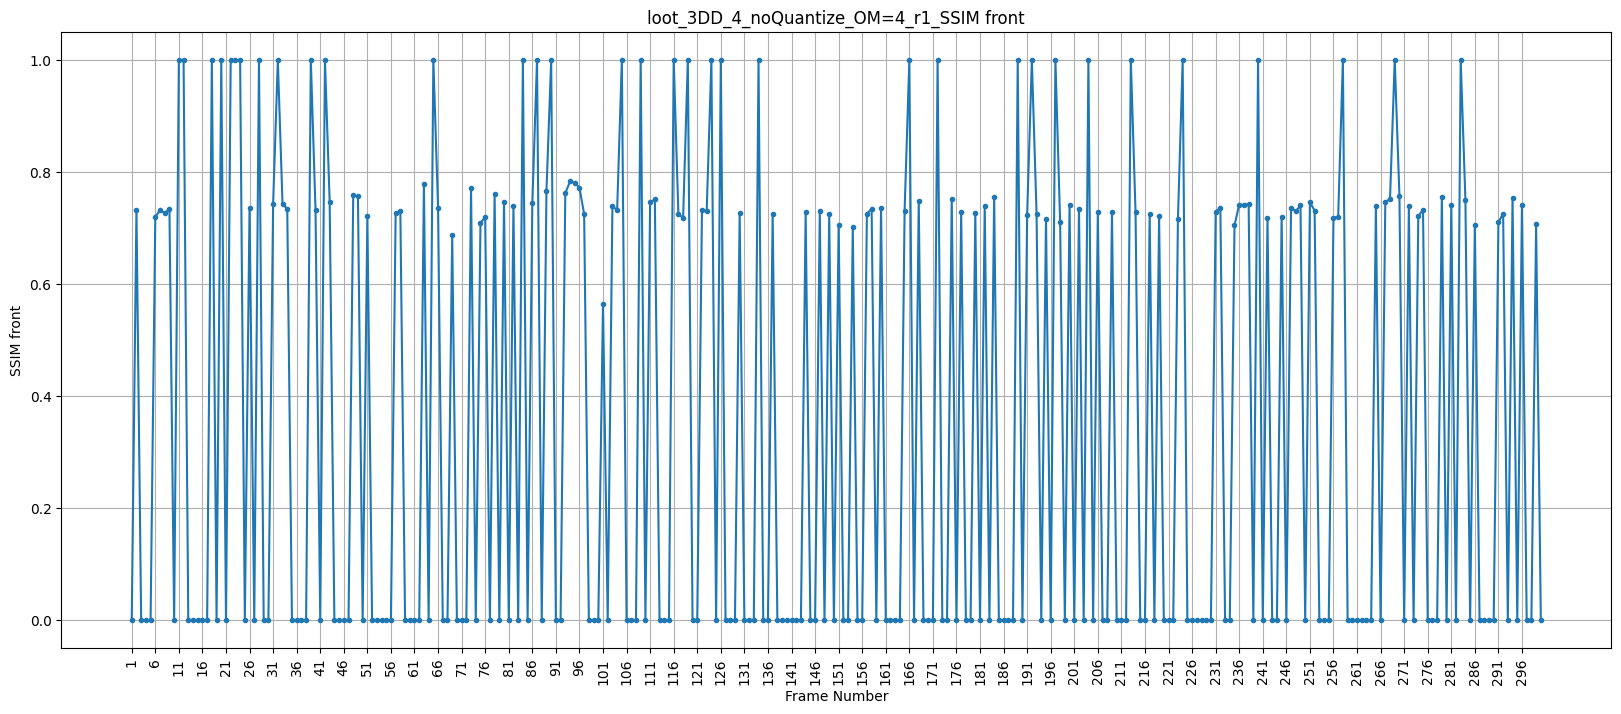 loot_3DD_4_noQuantize_OM=4_r1_SSIM front
SSIM front
1.0
0.8
0.6
0.4
0.2
0.0
1 6 11 16 21 26 31 36 41 46 51 56 61 66 71 76 81 86 91 96 101 106 111 116 121 126 131 136 141 146 151 156 161 166 171 176 181 186 191 196 201 206 211 216 221 226 231 236 241 246 251 256 261 266 271 276 281 286 291 296
Frame Number